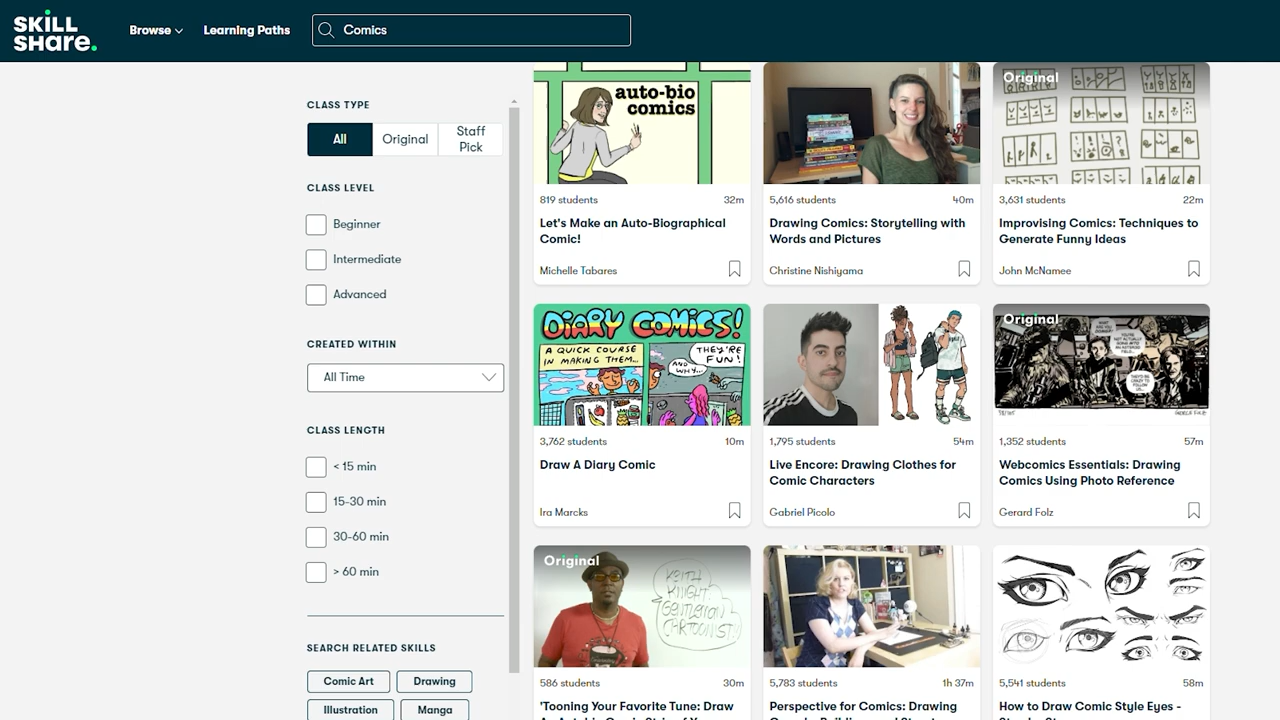 SKILL
SHare.
Browse
Learning Paths
Comics
CLASS TYPE
All
Original
Staff
Pick
CLASS LEVEL
Beginner
Intermediate
Advanced
CREATED WITHIN
All Time
CLASS LENGTH
< 15 min
15-30 min
30-60 min
> 60 min
SEARCH RELATED SKILLS
Comic Art
Drawing
Illustration
Manga
auto-bio
comics
819 students
32m
Let's Make an Auto-Biographical
Comic!
Michelle Tabares
5,616 students
40m
Drawing Comics: Storytelling with
Words and Pictures
Christine Nishiyama
Original
3,631 students
22m
Improvising Comics: Techniques to
Generate Funny Ideas
John McNamee
DIARY COMICS!
A QUICK COURSE
IN MAKING THEM...
THEY'RE
FUN!
AND
WHY...
3,762 students
10m
Draw A Diary Comic
Ira Marcks
1,795 students
54m
Live Encore: Drawing Clothes for
Comic Characters
Gabriel Picolo
Original
1,352 students
57m
Webcomics Essentials: Drawing
Comics Using Photo Reference
Gerard Folz
Original
KEITH
KNIGHT
GENTLEMAN
CARTOONIST!!
586 students
30m
'Tooning Your Favorite Tune: Draw
5,783 students
1h 37m
Perspective for Comics: Drawing
5,541 students
58m
How to Draw Comic Style Eyes -